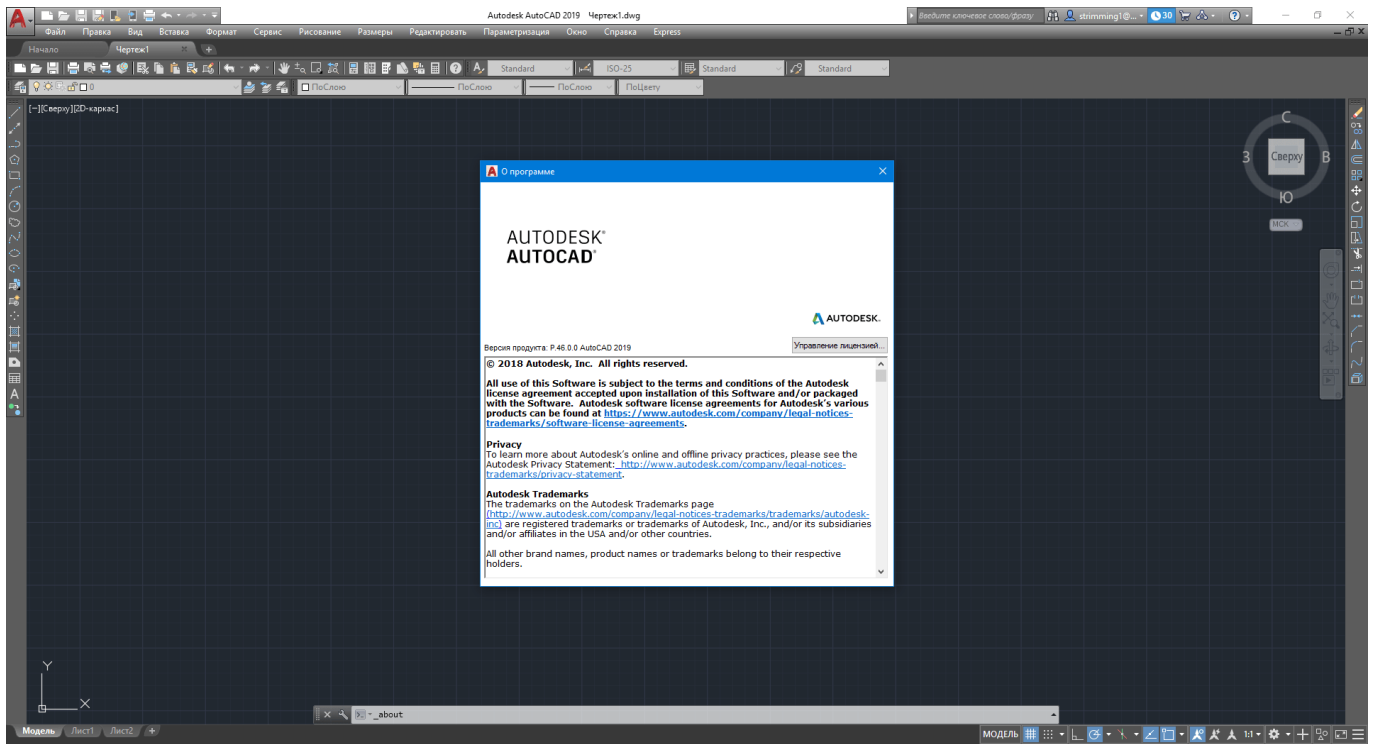 Autodesk AutoCAD 2019 Чертеж1.dwg
Введите ключевое слово/фразу
strimming1@...
30
Файл Правка Вид Вставка Формат Сервис Рисование Размеры Редактировать Параметризация Окно Справка Express
Начало Чертеж1
Standard ISO-25 Standard Standard
0 ПоСлою ПоСлою ПоСлою ПоЦвету
[−][Сверху][2D-каркас]
С
З Сверху В
Ю
МСК
О программе
AUTODESK®
AUTOCAD®
AUTODESK.
Версия продукта: P.46.0.0 AutoCAD 2019
Управление лицензией...
© 2018 Autodesk, Inc. All rights reserved.
All use of this Software is subject to the terms and conditions of the Autodesk
license agreement accepted upon installation of this Software and/or packaged
with the Software. Autodesk software license agreements for Autodesk's various
products can be found at https://www.autodesk.com/company/legal-notices-
trademarks/software-license-agreements.
Privacy
To learn more about Autodesk's online and offline privacy practices, please see the
Autodesk Privacy Statement: http://www.autodesk.com/company/legal-notices-
trademarks/privacy-statement.
Autodesk Trademarks
The trademarks on the Autodesk Trademarks page
(http://www.autodesk.com/company/legal-notices-trademarks/trademarks/autodesk-
inc) are registered trademarks or trademarks of Autodesk, Inc., and/or its subsidiaries
and/or affiliates in the USA and/or other countries.
All other brand names, product names or trademarks belong to their respective
holders.
Y
X
_about
Модель Лист1 Лист2 +
МОДЕЛЬ 1:1